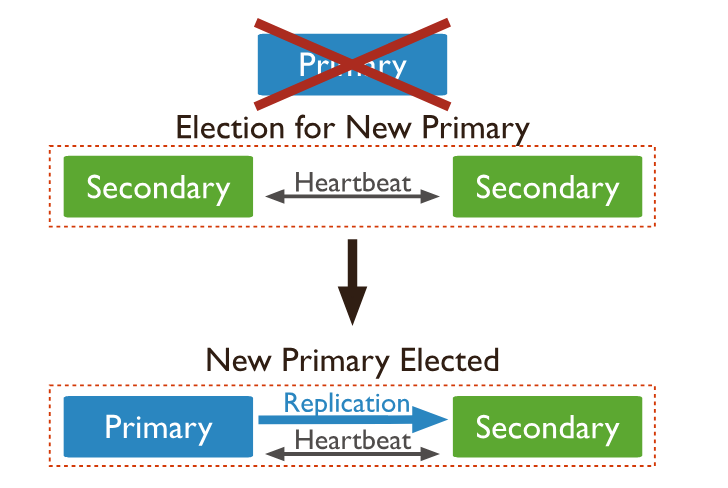 Primary
Election for New Primary
Secondary
Heartbeat
Secondary
New Primary Elected
Primary
Replication
Heartbeat
Secondary